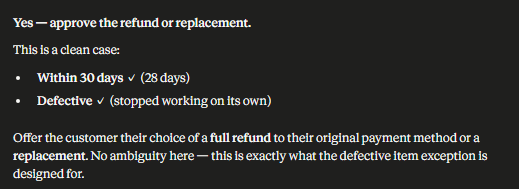 Yes — approve the refund or replacement.
This is a clean case:
• Within 30 days ✓ (28 days)
• Defective ✓ (stopped working on its own)
Offer the customer their choice of a full refund to their original payment method or a
replacement. No ambiguity here — this is exactly what the defective item exception is
designed for.